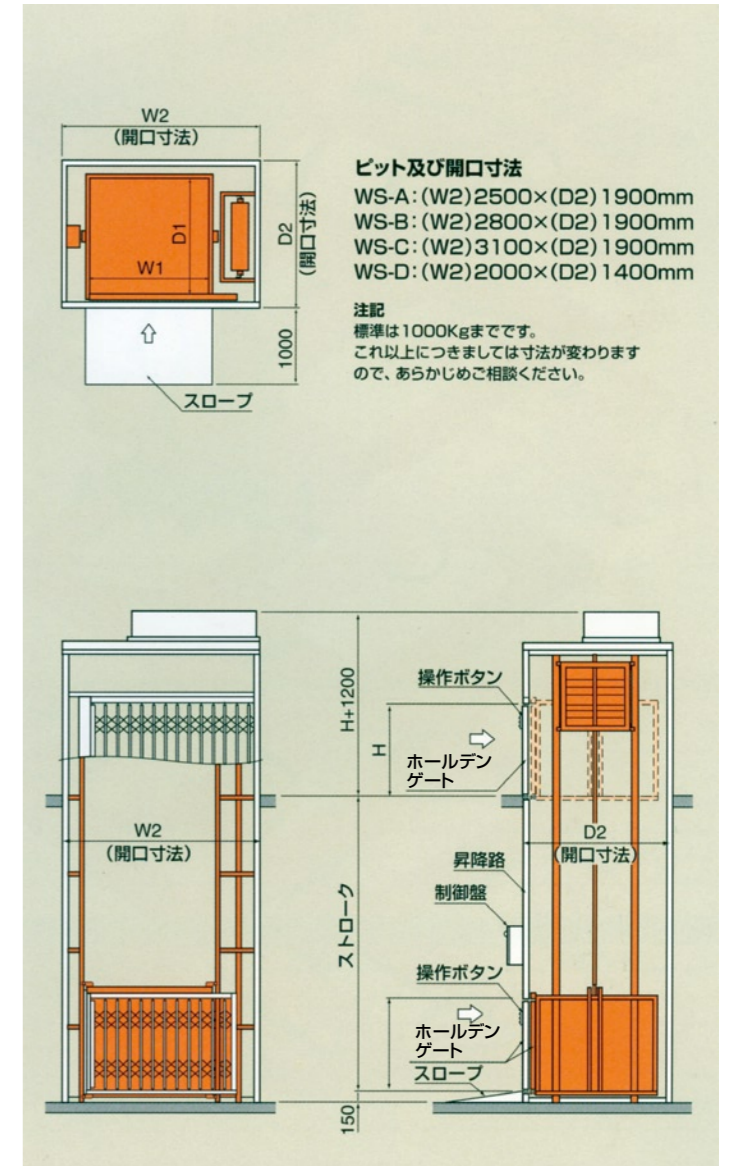 W2
(開口寸法)
D1
W1
D2
(開口寸法)
1000
スロープ
ピット及び開口寸法
WS-A:(W2)2500×(D2)1900mm
WS-B:(W2)2800×(D2)1900mm
WS-C:(W2)3100×(D2)1900mm
WS-D:(W2)2000×(D2)1400mm
注記
標準は1000Kgまでです。
これ以上につきましては寸法が変わります
ので、あらかじめご相談ください。
H+1200
H
操作ボタン
ホールデン
ゲート
W2
(開口寸法)
D2
(開口寸法)
昇降路
制御盤
ストローク
操作ボタン
ホールデン
ゲート
スロープ
150